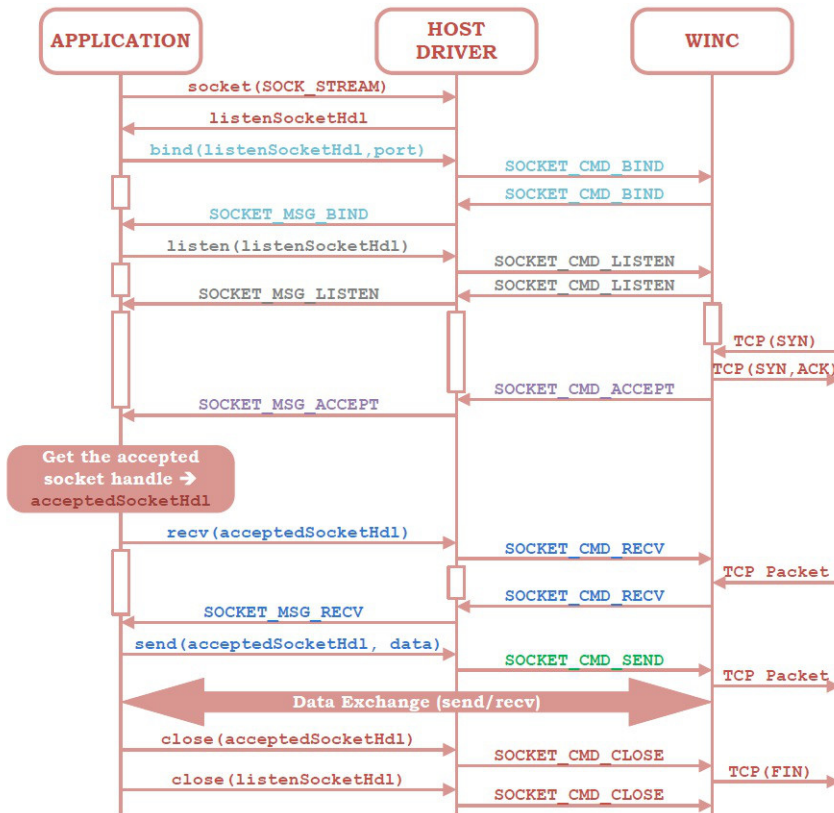 APPLICATION
HOST
DRIVER
WINC
socket(SOCK_STREAM)
listenSocketHdl
bind(listenSocketHdl,port)
SOCKET_CMD_BIND
SOCKET_CMD_BIND
SOCKET_MSG_BIND
listen(listenSocketHdl)
SOCKET_CMD_LISTEN
SOCKET_CMD_LISTEN
SOCKET_MSG_LISTEN
TCP(SYN)
TCP(SYN,ACK)
SOCKET_CMD_ACCEPT
SOCKET_MSG_ACCEPT
Get the accepted
socket handle ➔
acceptedSocketHdl
recv(acceptedSocketHdl)
SOCKET_CMD_RECV
TCP Packet
SOCKET_CMD_RECV
SOCKET_MSG_RECV
send(acceptedSocketHdl, data)
SOCKET_CMD_SEND
TCP Packet
Data Exchange (send/recv)
close(acceptedSocketHdl)
SOCKET_CMD_CLOSE
TCP(FIN)
close(listenSocketHdl)
SOCKET_CMD_CLOSE